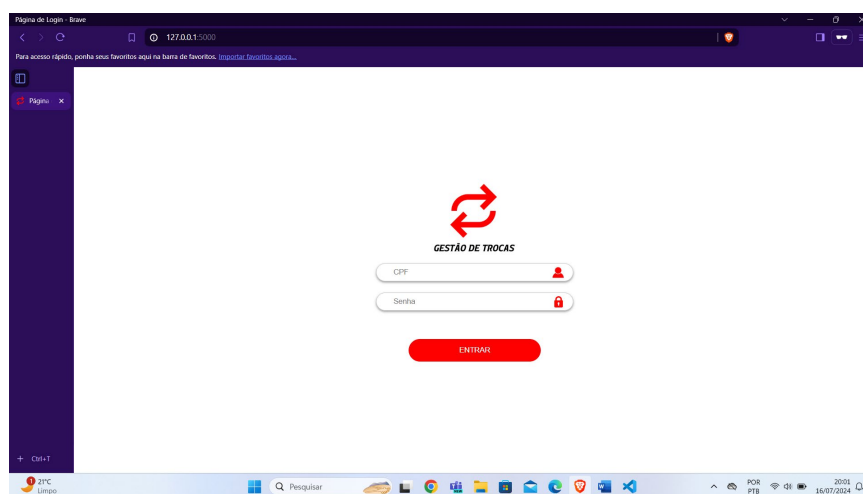 Página de Login - Brave
127.0.0.1:5000
Para acesso rápido, ponha seus favoritos aqui na barra de favoritos. Importar favoritos agora...
Página
GESTÃO DE TROCAS
CPF
Senha
ENTRAR
+ Ctrl+T
1
21°C
Limpo
Pesquisar
POR
PTB
20:01
16/07/2024